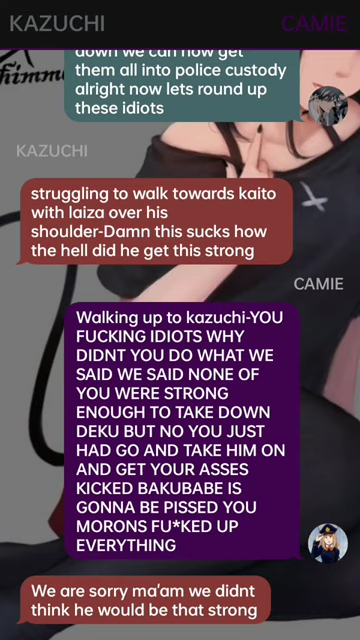 KAZUCHI
CAMIE
down we can now get
them all into police custody
alright now lets round up
these idiots
KAZUCHI
struggling to walk towards kaito
with laiza over his
shoulder-Damn this sucks how
the hell did he get this strong
CAMIE
Walking up to kazuchi-YOU
FUCKING IDIOTS WHY
DIDNT YOU DO WHAT WE
SAID WE SAID NONE OF
YOU WERE STRONG
ENOUGH TO TAKE DOWN
DEKU BUT NO YOU JUST
HAD GO AND TAKE HIM ON
AND GET YOUR ASSES
KICKED BAKUBABE IS
GONNA BE PISSED YOU
MORONS FU*KED UP
EVERYTHING
We are sorry ma'am we didnt
think he would be that strong